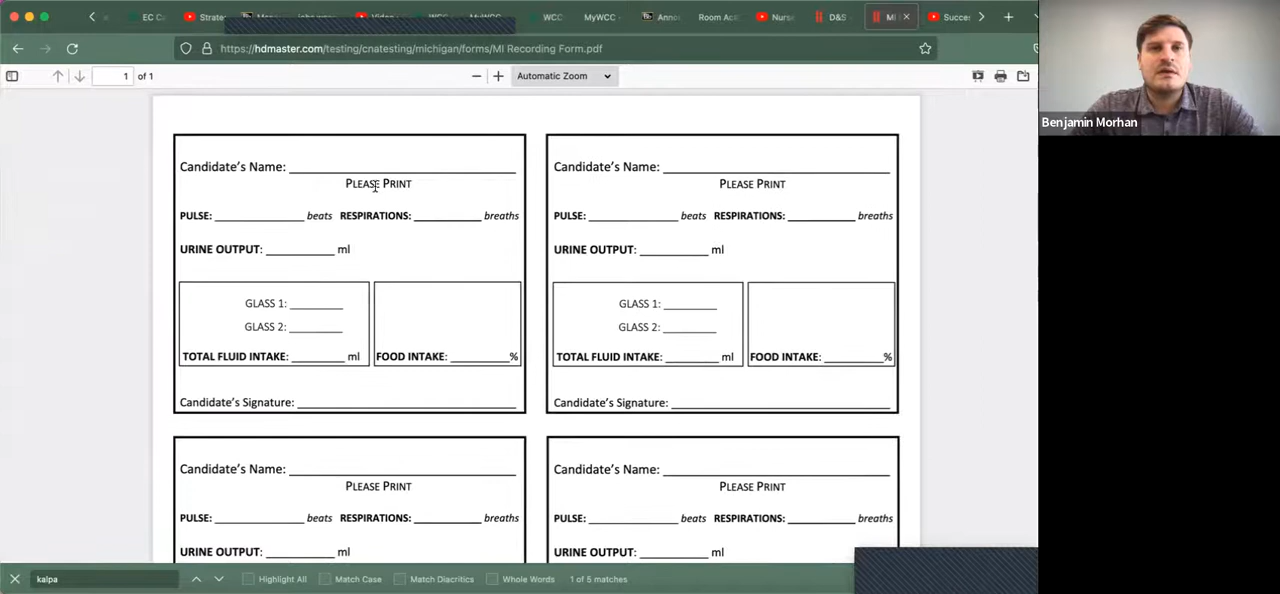 EC Ca
Strate
Video
WCC
MyWCC
WCC
MyWCC
Anno
Room Ac
Nurs
D&S
MI
Succes
https://hdmaster.com/testing/cnatesting/michigan/forms/MI Recording Form.pdf
1 of 1
Automatic Zoom
Benjamin Morhan
Candidate's Name:
PLEASE PRINT
PULSE: beats RESPIRATIONS: breaths
URINE OUTPUT: ml
GLASS 1:
GLASS 2:
TOTAL FLUID INTAKE: ml FOOD INTAKE: %
Candidate's Signature:
Candidate's Name:
PLEASE PRINT
PULSE: beats RESPIRATIONS: breaths
URINE OUTPUT: ml
GLASS 1:
GLASS 2:
TOTAL FLUID INTAKE: ml FOOD INTAKE: %
Candidate's Signature:
Candidate's Name:
PLEASE PRINT
PULSE: beats RESPIRATIONS: breaths
URINE OUTPUT: ml
Candidate's Name:
PLEASE PRINT
PULSE: beats RESPIRATIONS: breaths
URINE OUTPUT: ml
kalpa Highlight All Match Case Match Diacritics Whole Words 1 of 5 matches